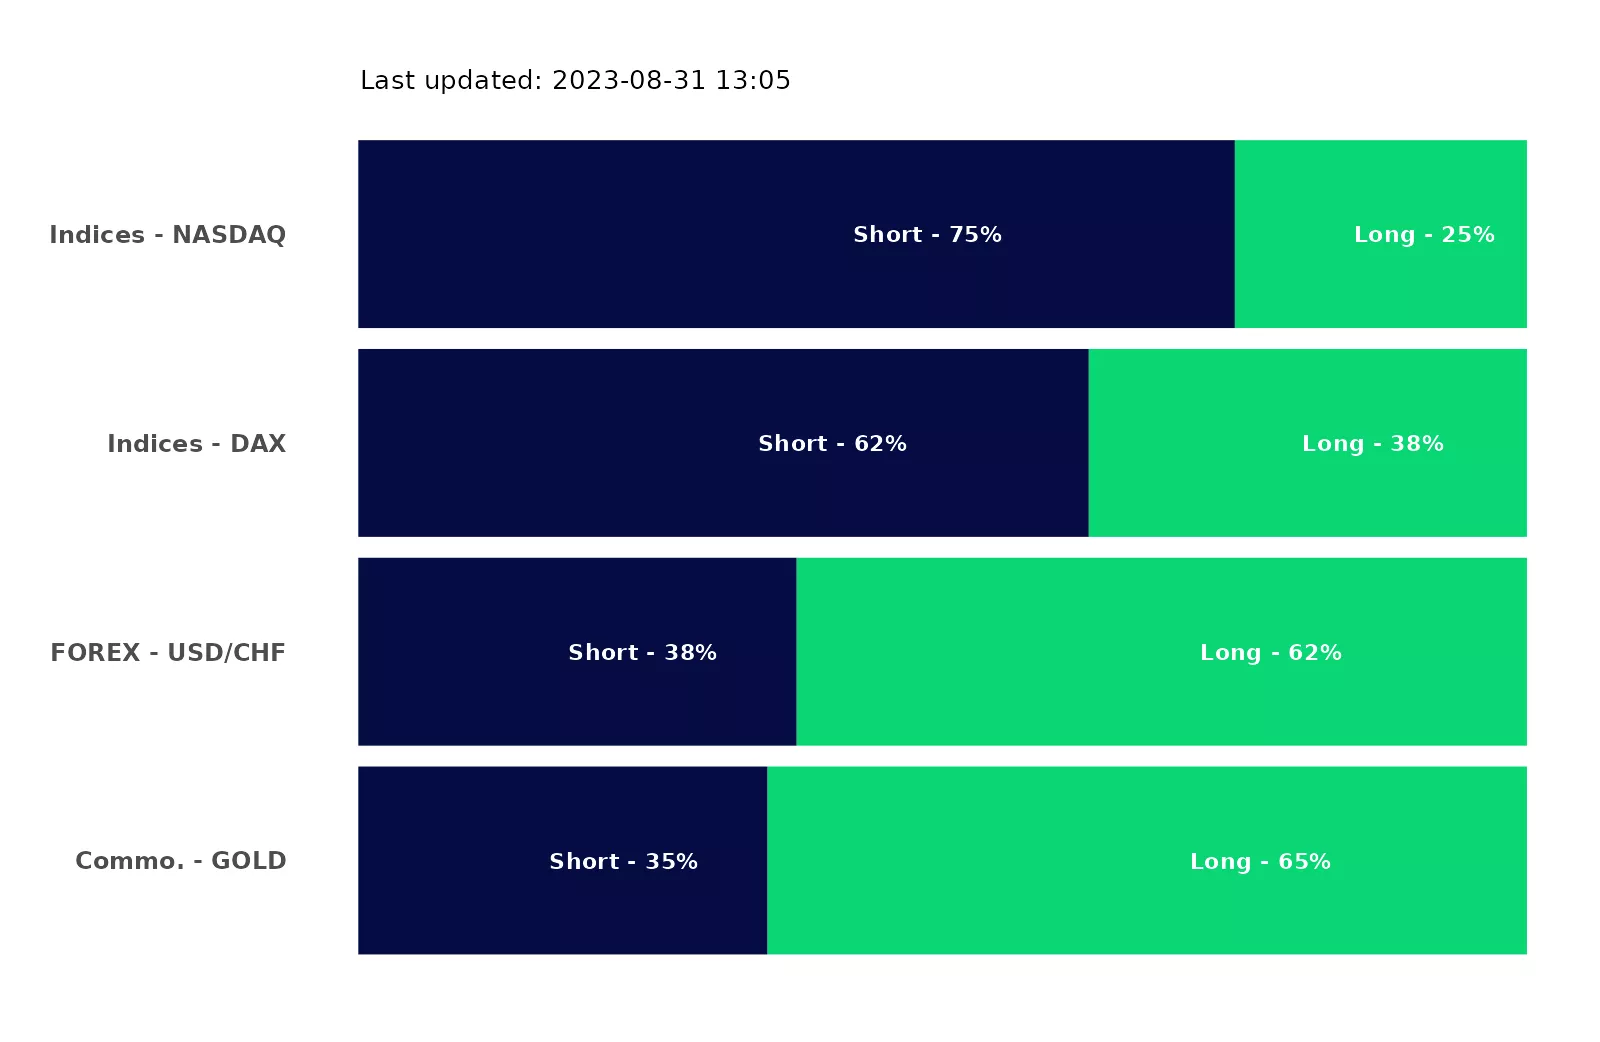 Last updated: 2023-08-31 13:05
Indices - NASDAQ Short - 75% Long - 25%
Indices - DAX Short - 62% Long - 38%
FOREX - USD/CHF Short - 38% Long - 62%
Commo. - GOLD Short - 35% Long - 65%